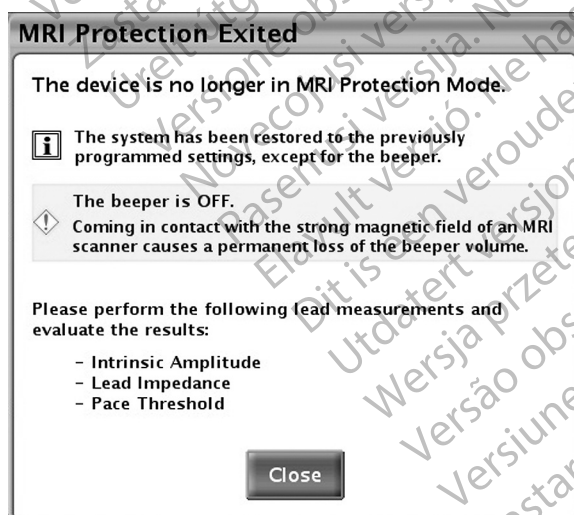 MRI Protection Exited
The device is no longer in MRI Protection Mode.
The system has been restored to the previously
programmed settings, except for the beeper.
The beeper is OFF.
Coming in contact with the strong magnetic field of an MRI
scanner causes a permanent loss of the beeper volume.
Please perform the following lead measurements and
evaluate the results:
– Intrinsic Amplitude
– Lead Impedance
– Pace Threshold
Close